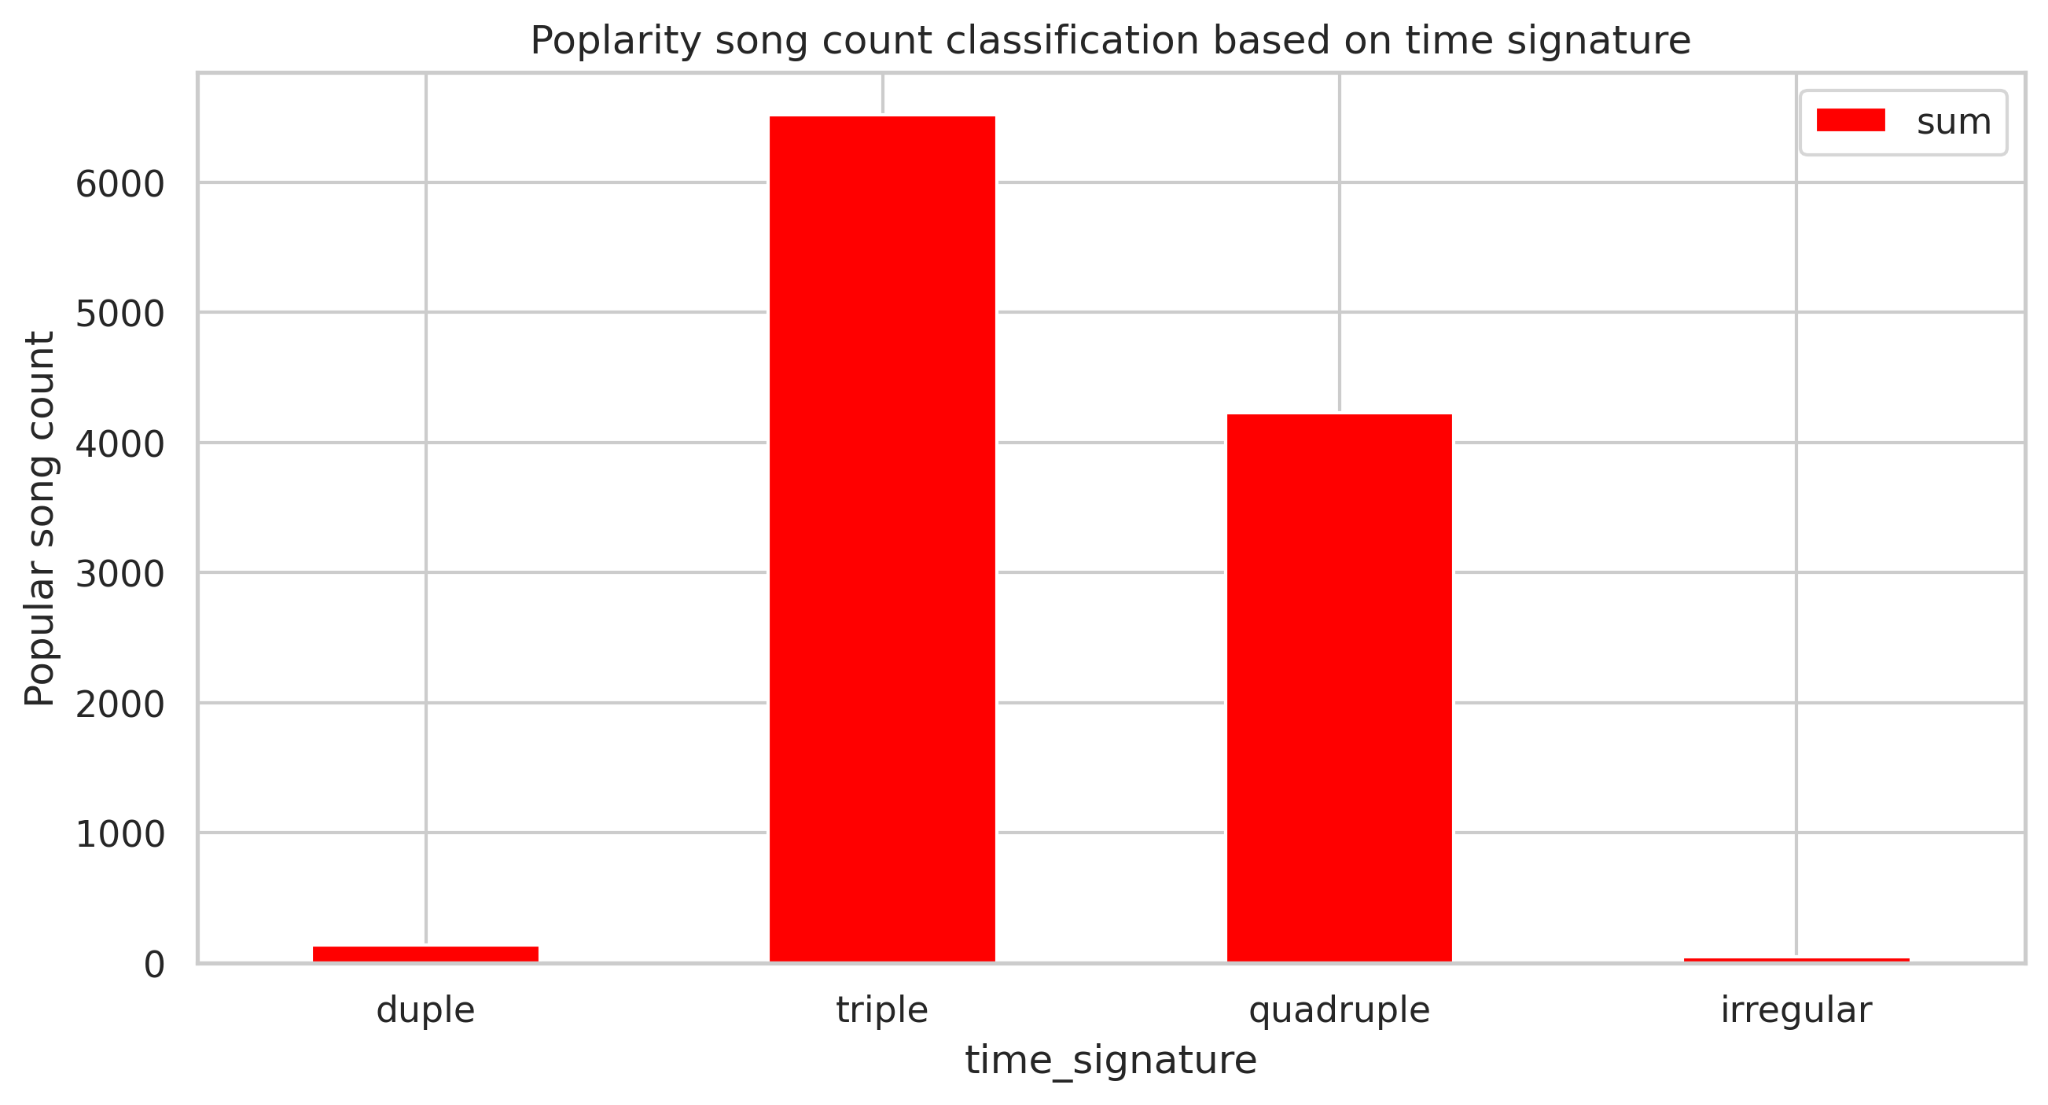 Poplarity song count classification based on time signature
sum
Popular song count
6000
5000
4000
3000
2000
1000
0
duple triple quadruple irregular
time_signature